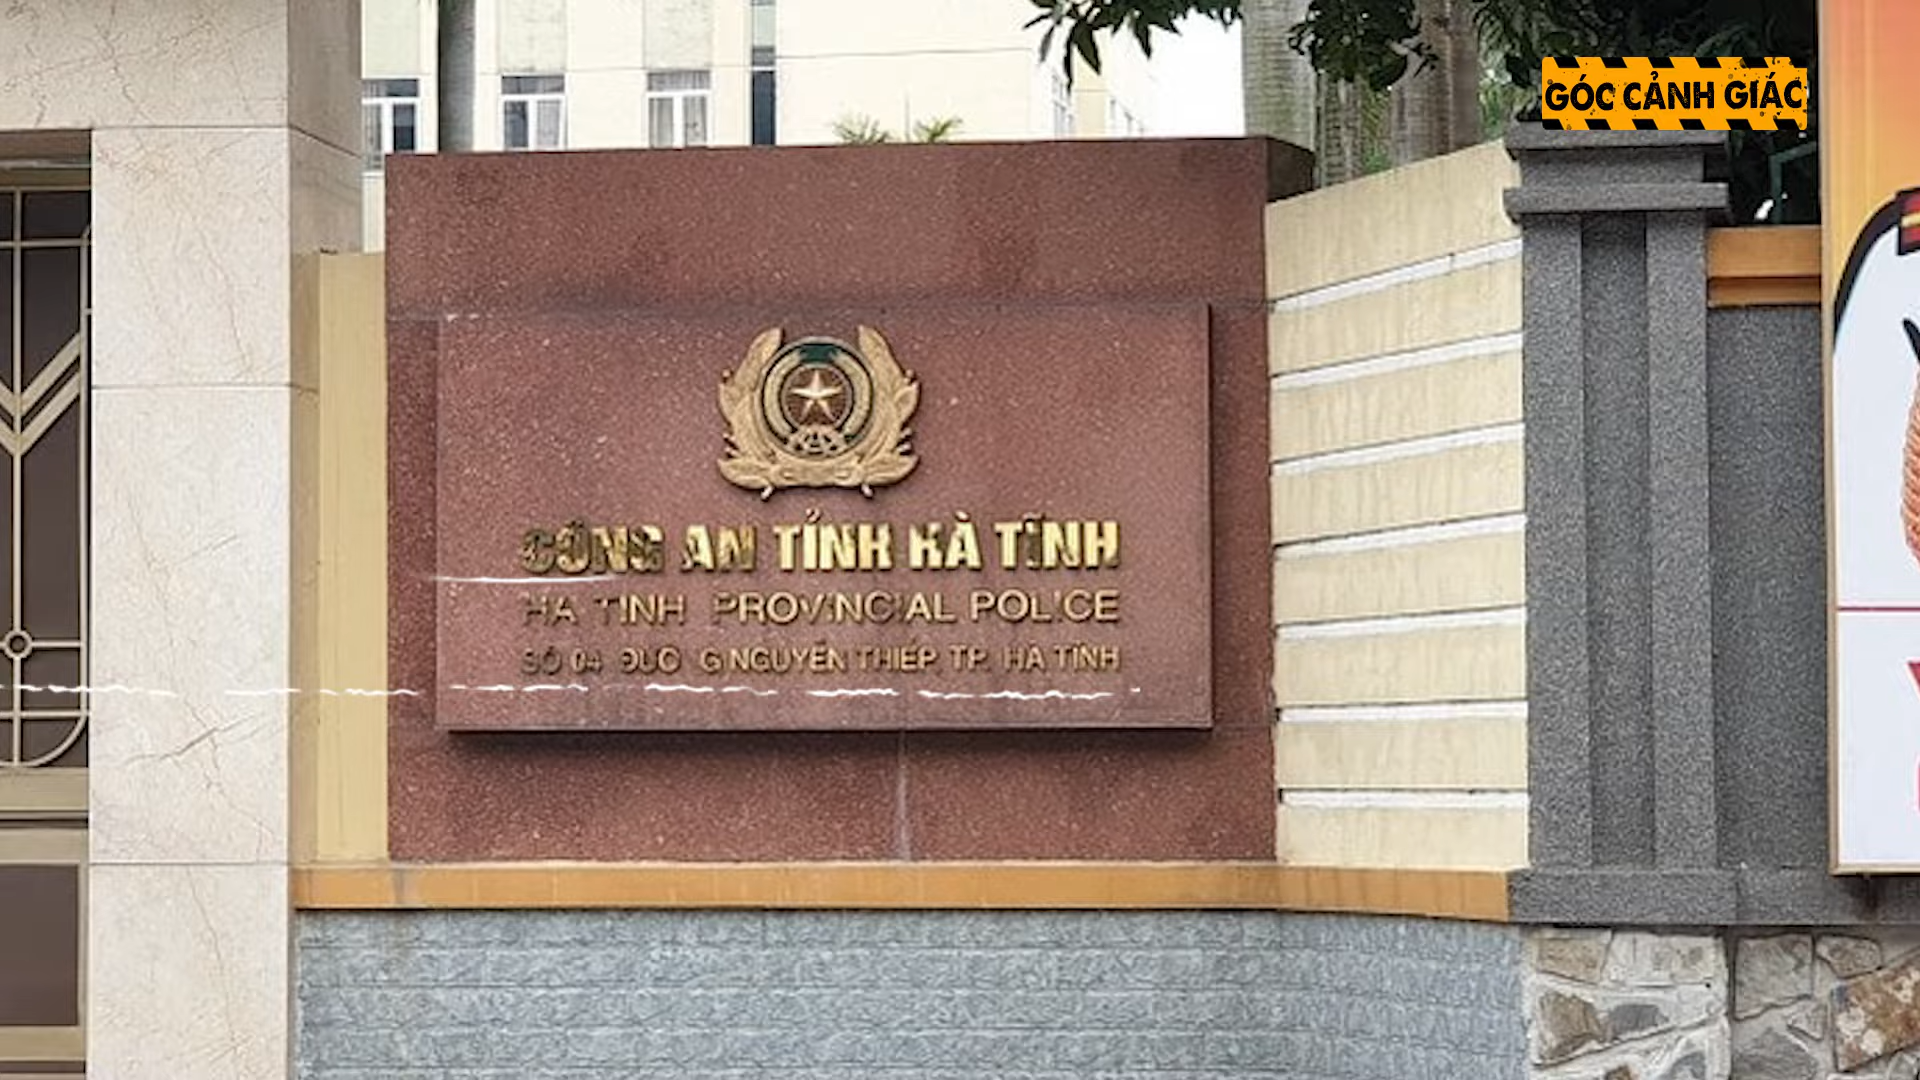 GÓC CẢNH GIÁC
CÔNG AN TỈNH HÀ TĨNH
HA TINH PROVINCIAL POLICE
SỐ 04 ĐƯỜNG NGUYỄN THIẾP, TP. HÀ TĨNH